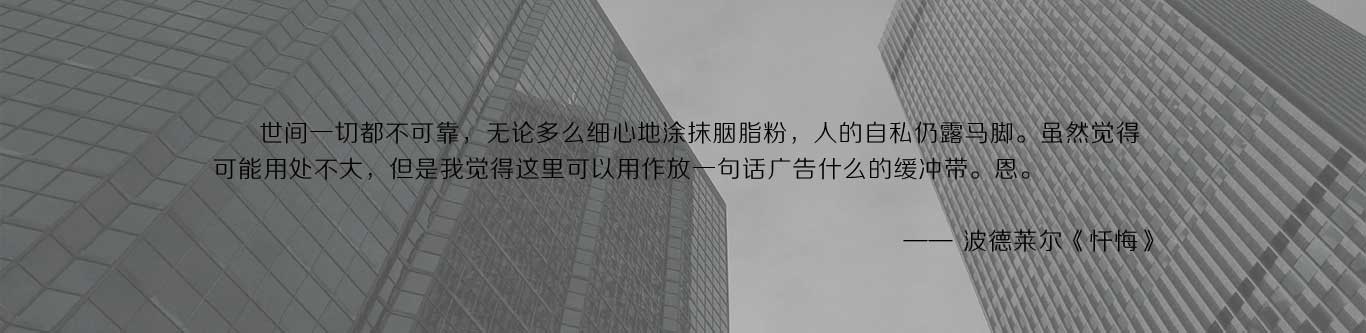 世间一切都不可靠，无论多么细心地涂抹胭脂粉，人的自私仍露马脚。虽然觉得
可能用处不大，但是我觉得这里可以用作放一句话广告什么的缓冲带。恩。
—— 波德莱尔《忏悔》